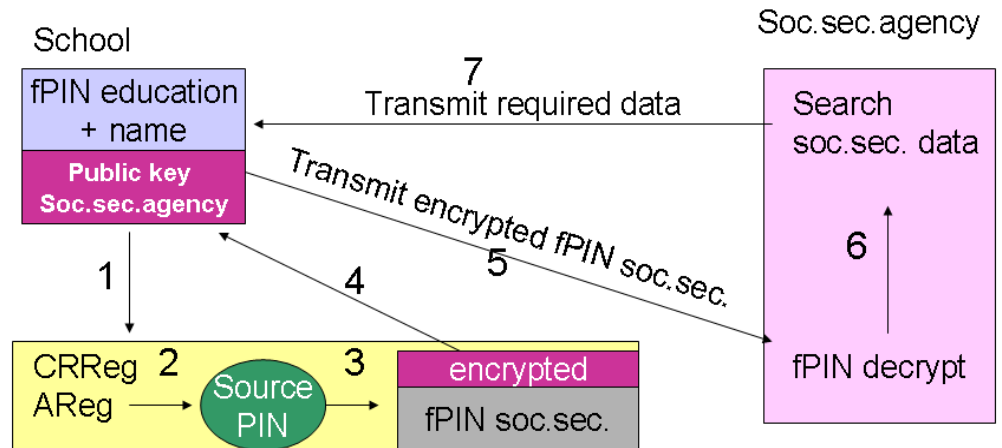 School
Soc.sec.agency
fPIN education
+ name
Public key
Soc.sec.agency
7
Transmit required data
Search
soc.sec. data
Transmit encrypted fPIN soc.sec.
5
6
1
4
fPIN decrypt
CRReg
AReg
2
Source
PIN
3
encrypted
fPIN soc.sec.